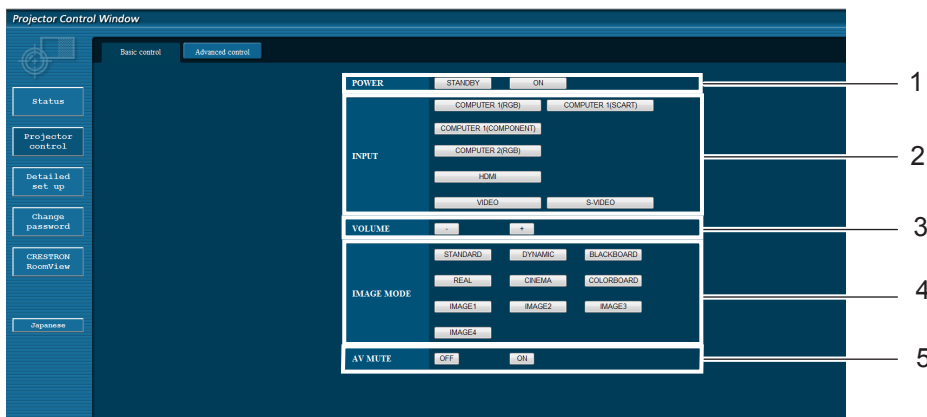 Projector Control Window
Basic control Advanced control
Status
Projector
control
Detailed
set up
Change
password
CRESTRON
RoomView
Japanese
POWER STANDBY ON 1
INPUT COMPUTER 1(RGB) COMPUTER 1(SCART)
COMPUTER 1(COMPONENT)
COMPUTER 2(RGB)
HDMI
VIDEO S-VIDEO
2
VOLUME - + 3
IMAGE MODE STANDARD DYNAMIC BLACKBOARD
REAL CINEMA COLORBOARD
IMAGE1 IMAGE2 IMAGE3
IMAGE4
4
AV MUTE OFF ON 5